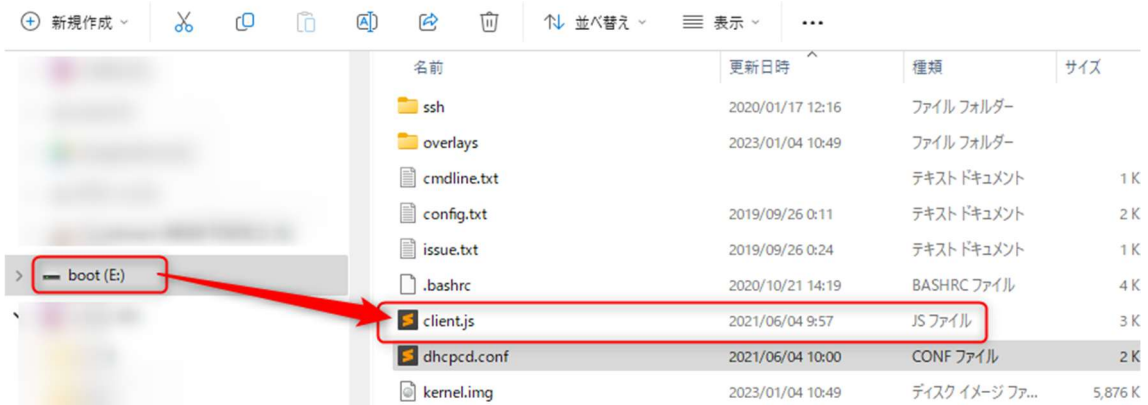 新規作成 並べ替え 表示 ...
名前 更新日時 種類 サイズ
ssh 2020/01/17 12:16 ファイル フォルダー
overlays 2023/01/04 10:49 ファイル フォルダー
cmdline.txt テキスト ドキュメント 1 K
config.txt 2019/09/26 0:11 テキスト ドキュメント 2 K
issue.txt 2019/09/26 0:24 テキスト ドキュメント 1 K
boot (E:) .bashrc 2020/10/21 14:19 BASHRC ファイル 4 K
client.js 2021/06/04 9:57 JS ファイル 3 K
dhcpcd.conf 2021/06/04 10:00 CONF ファイル 2 K
kernel.img 2023/01/04 10:49 ディスク イメージ ファ... 5,876 K